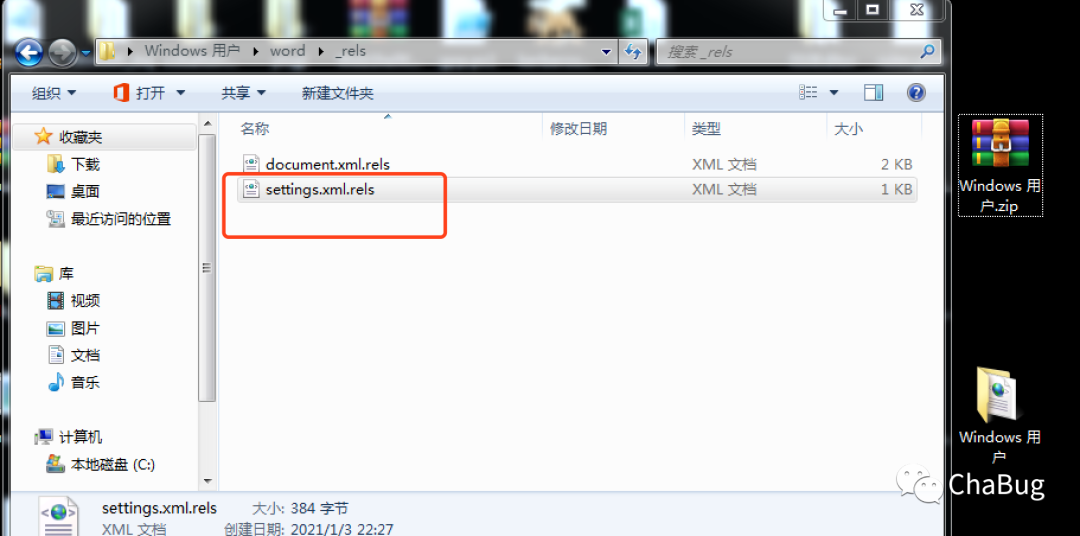 Windows 用户 word _rels
搜索 _rels
组织 打开 共享 新建文件夹
名称 修改日期 类型 大小
收藏夹
下载
桌面
最近访问的位置
库
视频
图片
文档
音乐
计算机
本地磁盘 (C:)
document.xml.rels XML 文档 2 KB
settings.xml.rels XML 文档 1 KB
settings.xml.rels 大小: 384 字节
XML 文档 创建日期: 2021/1/3 22:27
Windows 用
户.zip
Windows 用
户
ChaBug